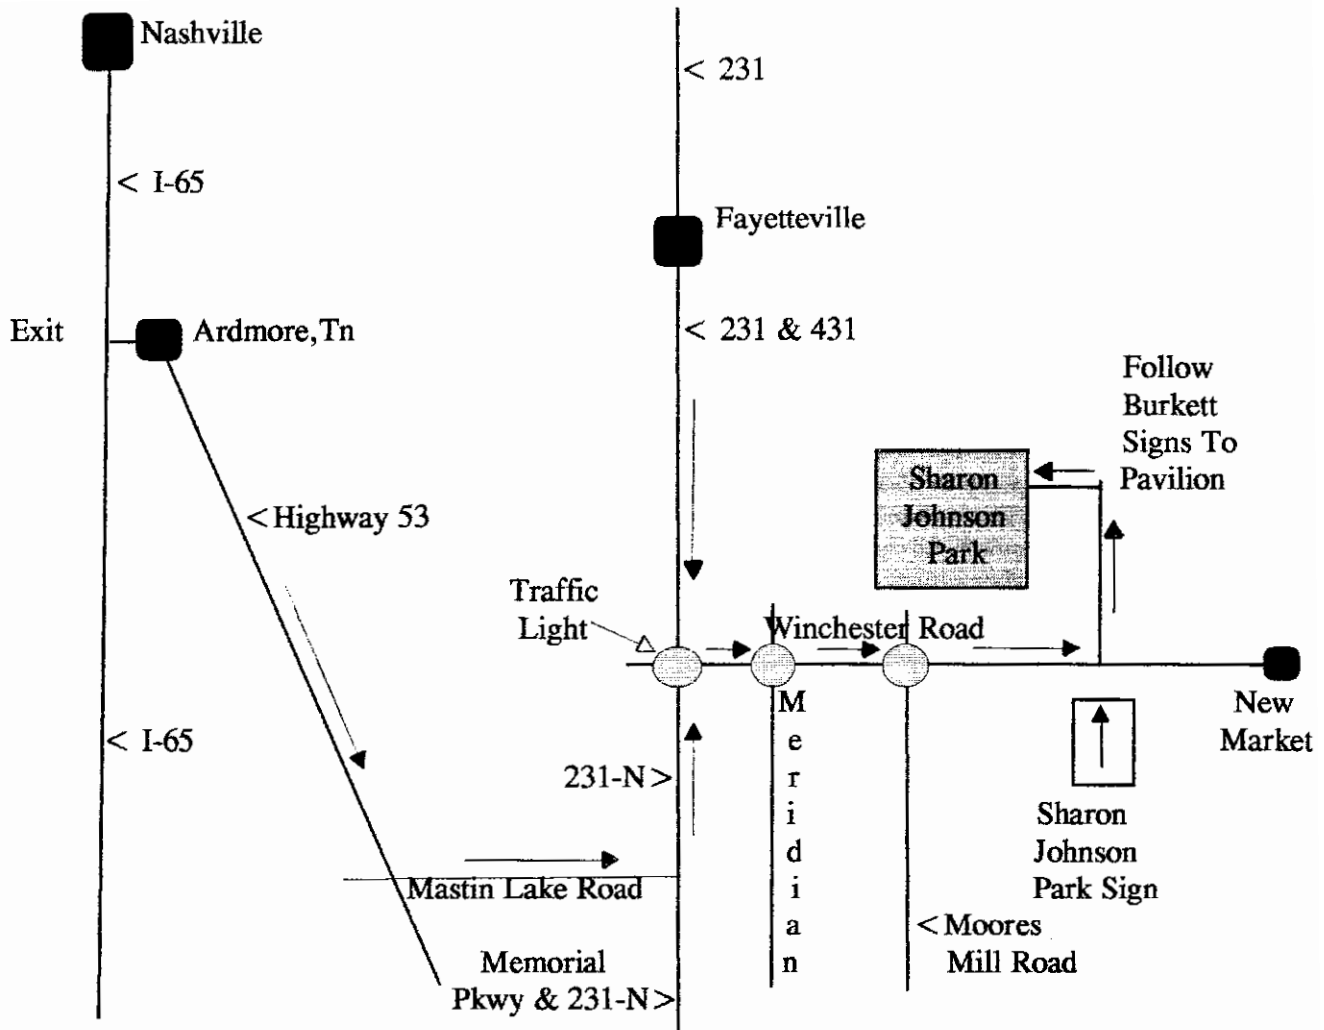 Nashville
< 231
< I-65
Fayetteville
Exit
Ardmore,Tn
< 231 & 431
Follow
Burkett
Signs To
Pavilion
Sharon
Johnson
Park
<Highway 53
Traffic
Light
Winchester Road
Meridian
New
Market
< I-65
231-N>
Sharon
Johnson
Park Sign
Mastin Lake Road
<Moores
Mill Road
Memorial
Pkwy & 231-N>